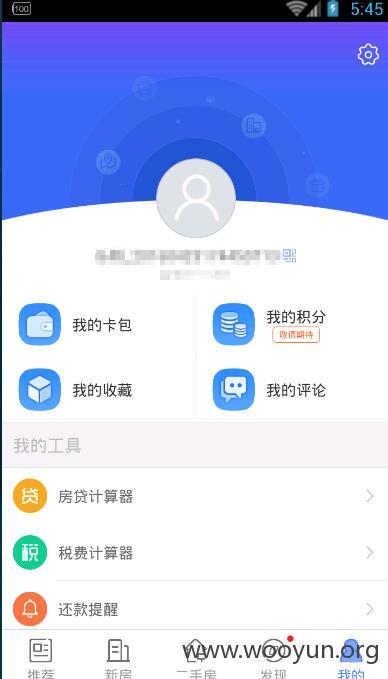 100
5:45
我的卡包
我的积分
敬请期待
我的收藏
我的评论
我的工具
贷 房贷计算器
税 税费计算器
还款提醒
推荐 新房 二手房 发现 我的
www.wooyun.org